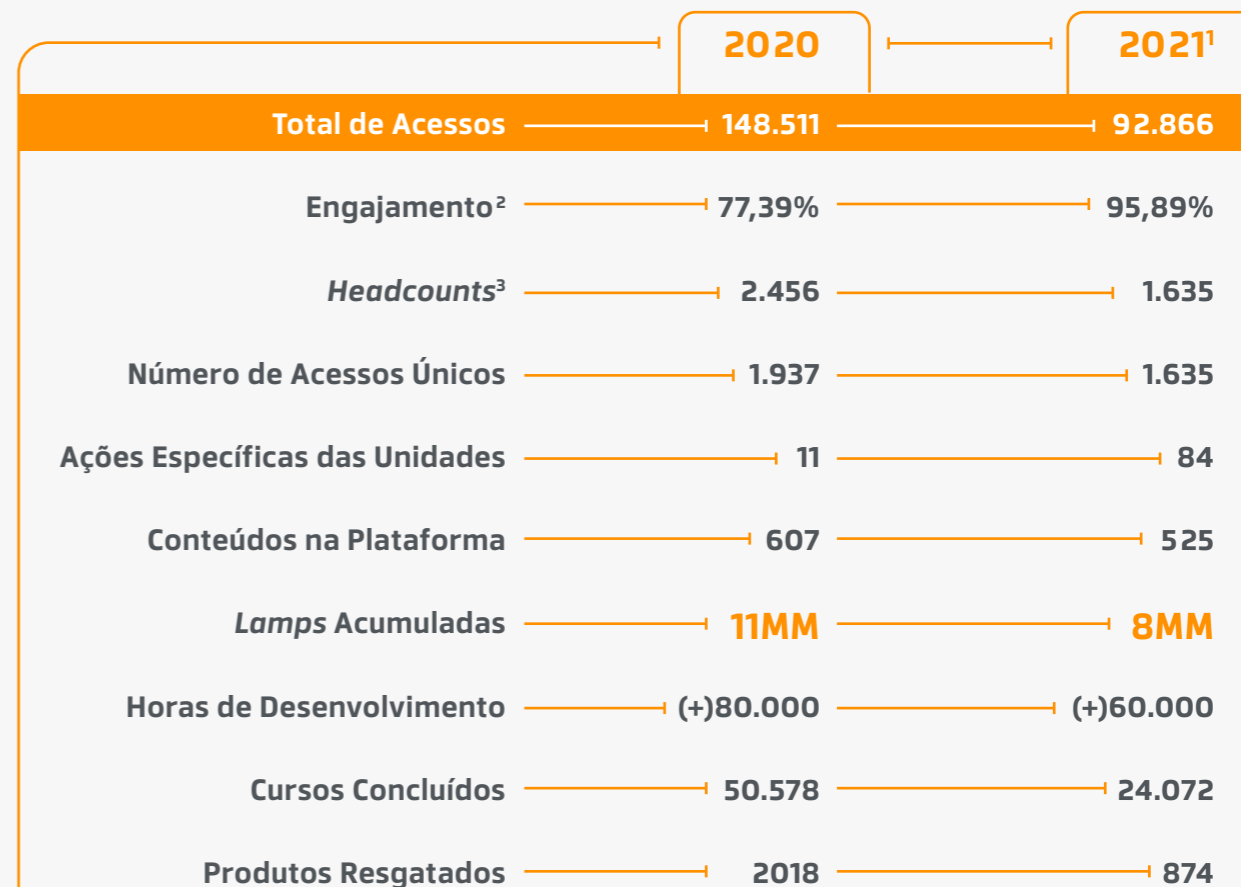 2020 2021¹
Total de Acessos 148.511 92.866
Engajamento² 77,39% 95,89%
Headcounts³ 2.456 1.635
Número de Acessos Únicos 1.937 1.635
Ações Específicas das Unidades 11 84
Conteúdos na Plataforma 607 525
Lamps Acumuladas 11MM 8MM
Horas de Desenvolvimento (+)80.000 (+)60.000
Cursos Concluídos 50.578 24.072
Produtos Resgatados 2018 874